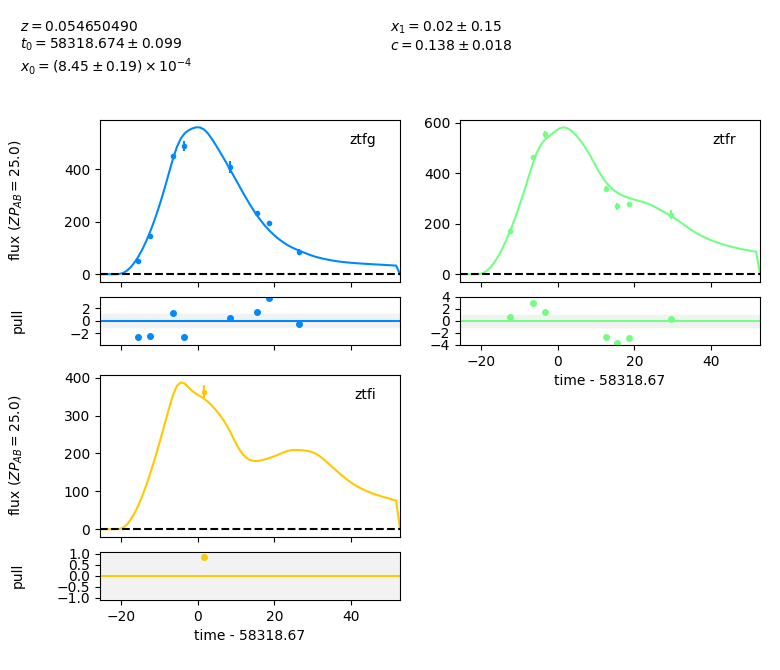 z = 0.054650490
t₀ = 58318.674 ± 0.099
x₀ = (8.45 ± 0.19) × 10⁻⁴
x₁ = 0.02 ± 0.15
c = 0.138 ± 0.018
ztfg
flux (ZP_AB = 25.0)
400
200
0
pull
2
0
−2
ztfr
600
400
200
0
4
2
0
−2
−4
−20 0 20 40
time - 58318.67
ztfi
flux (ZP_AB = 25.0)
400
300
200
100
0
pull
1.0
0.5
0.0
−0.5
−1.0
−20 0 20 40
time - 58318.67